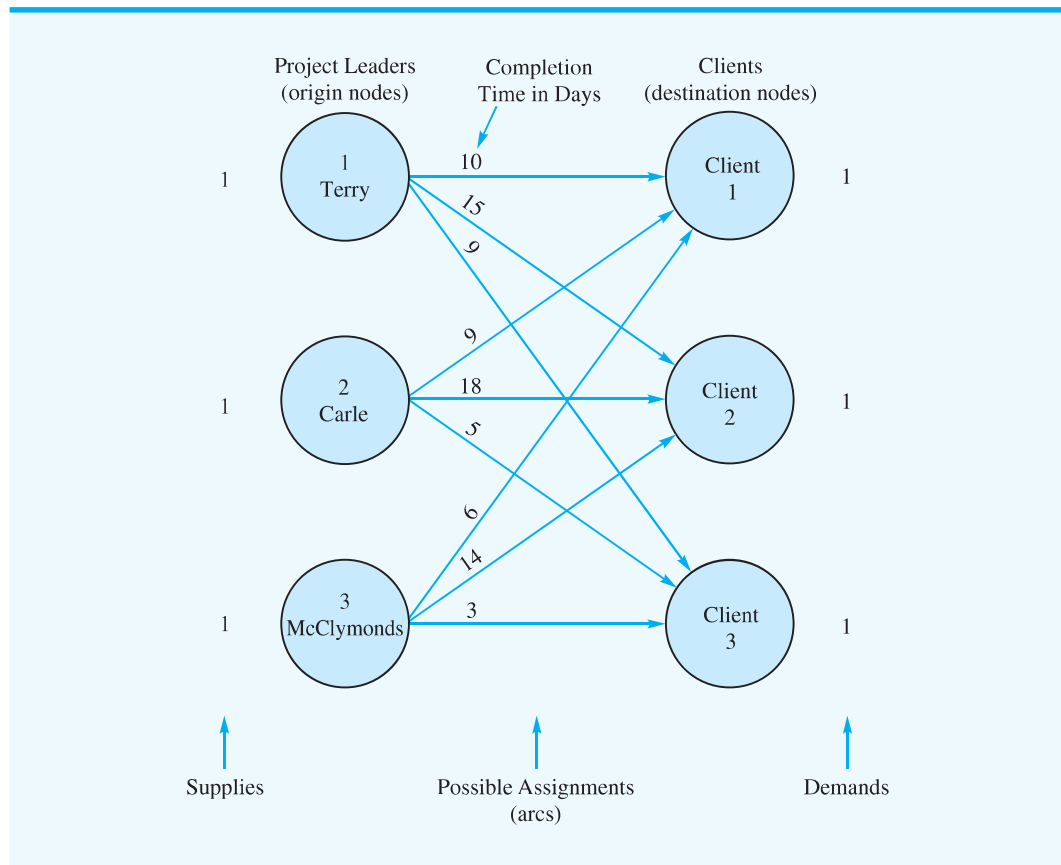 Project Leaders
(origin nodes)
Completion
Time in Days
Clients
(destination nodes)
1
1
Terry
10
15
9
Client
1
1
1
2
Carle
9
18
5
Client
2
1
1
3
McClymonds
6
14
3
Client
3
1
Supplies
Possible Assignments
(arcs)
Demands